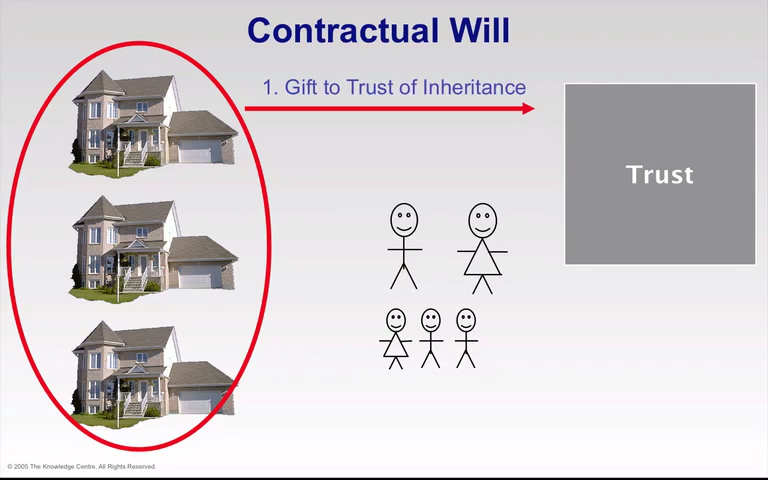 Contractual Will
1. Gift to Trust of Inheritance
Trust
© 2005 The Knowledge Centre. All Rights Reserved.